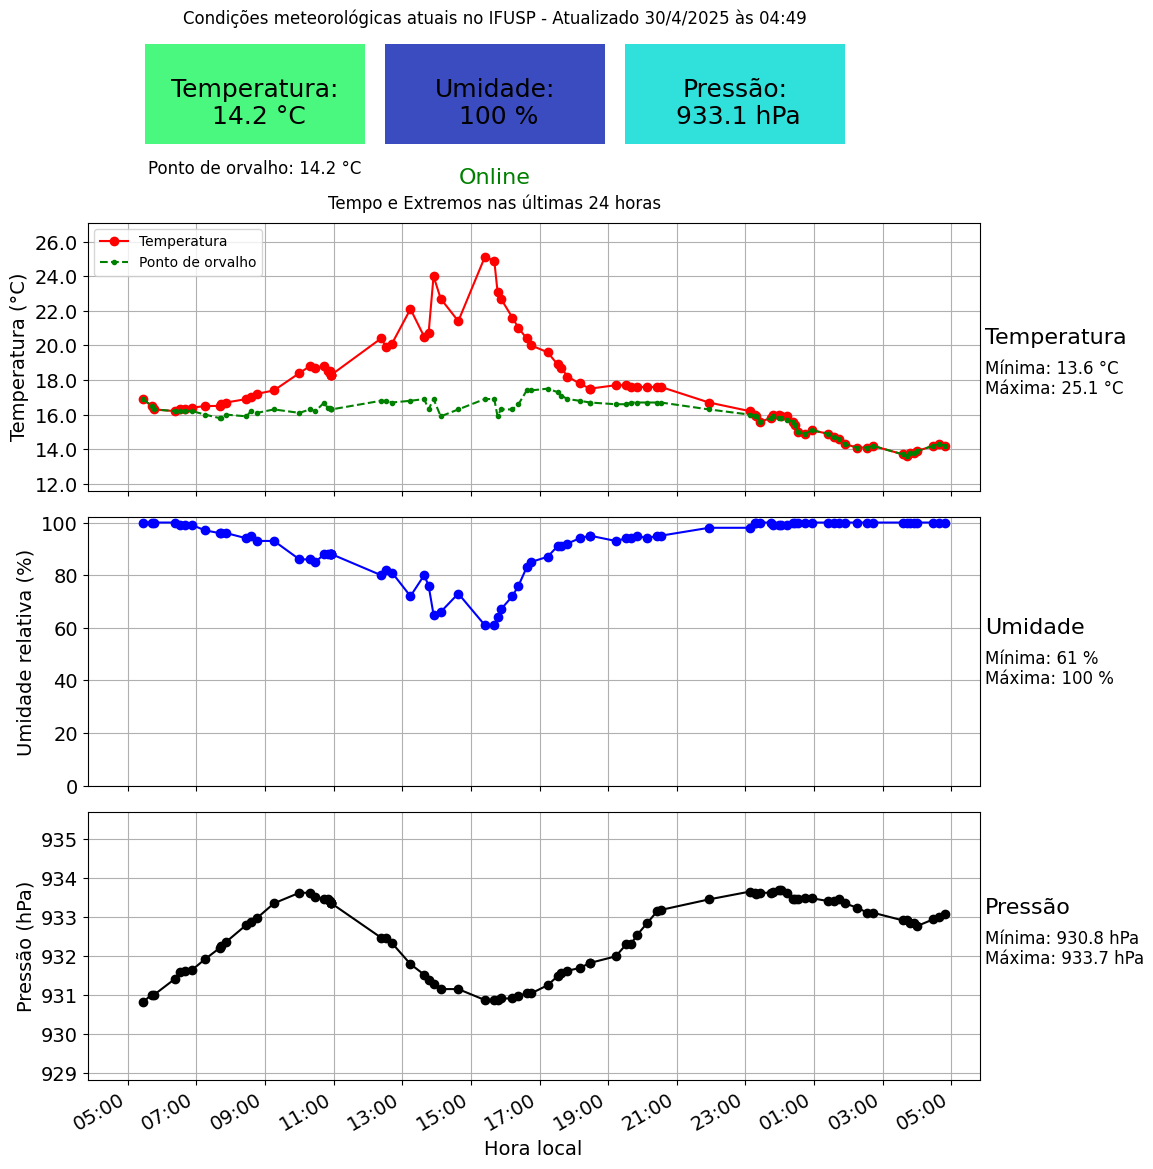 Condições meteorológicas atuais no IFUSP - Atualizado 30/4/2025 às 04:49
Temperatura:
14.2 °C
Umidade:
100 %
Pressão:
933.1 hPa
Ponto de orvalho: 14.2 °C
Online
Tempo e Extremos nas últimas 24 horas
Temperatura (°C)
26.0
24.0
22.0
20.0
18.0
16.0
14.0
12.0
Temperatura
Ponto de orvalho
Temperatura
Mínima: 13.6 °C
Máxima: 25.1 °C
Umidade relativa (%)
100
80
60
40
20
0
Umidade
Mínima: 61 %
Máxima: 100 %
Pressão (hPa)
935
934
933
932
931
930
929
Pressão
Mínima: 930.8 hPa
Máxima: 933.7 hPa
05:00
07:00
09:00
11:00
13:00
15:00
17:00
19:00
21:00
23:00
01:00
03:00
05:00
Hora local